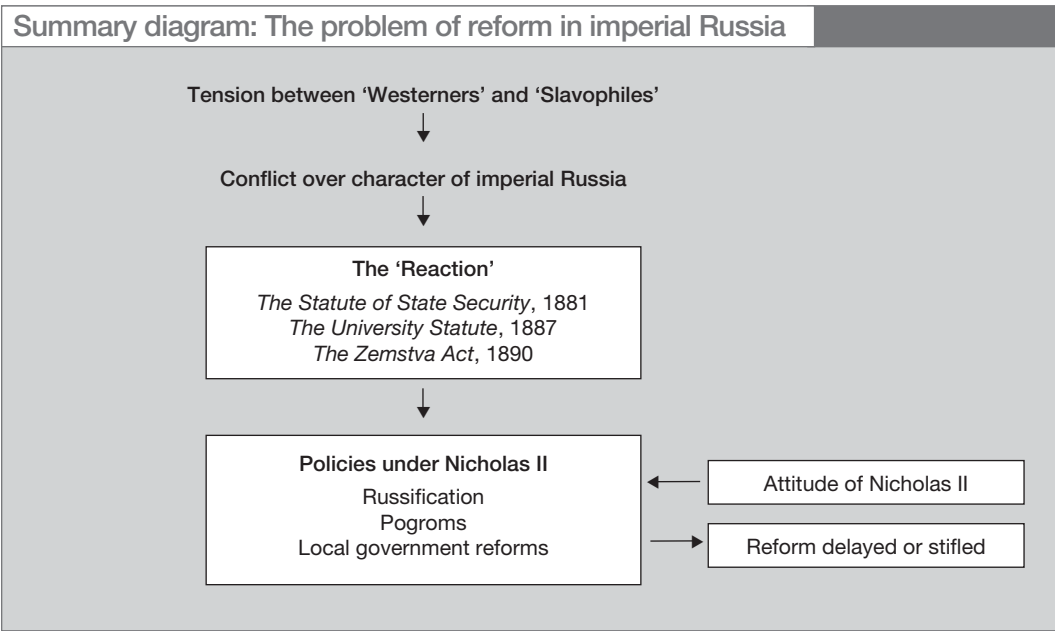 Summary diagram: The problem of reform in imperial Russia
Tension between ‘Westerners’ and ‘Slavophiles’
Conflict over character of imperial Russia
The ‘Reaction’
The Statute of State Security, 1881
The University Statute, 1887
The Zemstva Act, 1890
Policies under Nicholas II
Russification
Pogroms
Local government reforms
Attitude of Nicholas II
Reform delayed or stifled